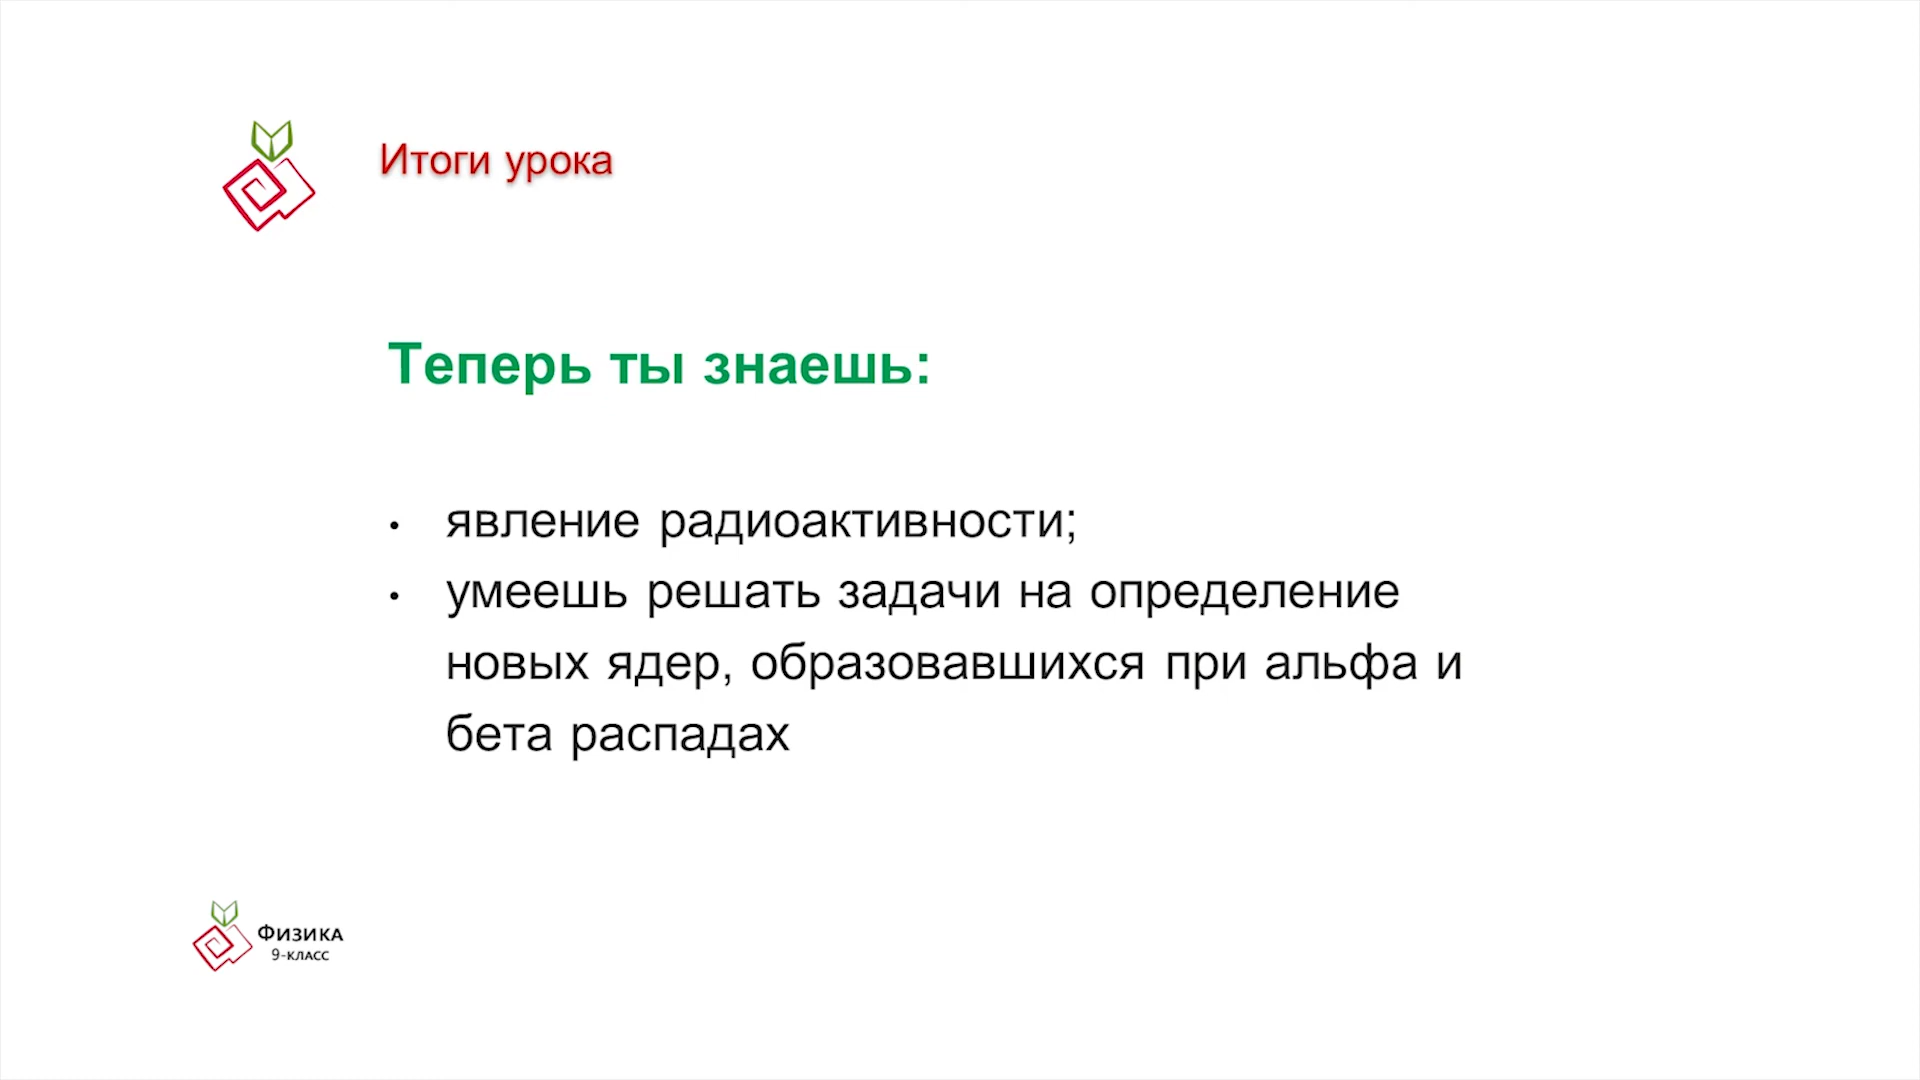 Итоги урока
Теперь ты знаешь:
• явление радиоактивности;
• умеешь решать задачи на определение
новых ядер, образовавшихся при альфа и
бета распадах
Физика
9-класс